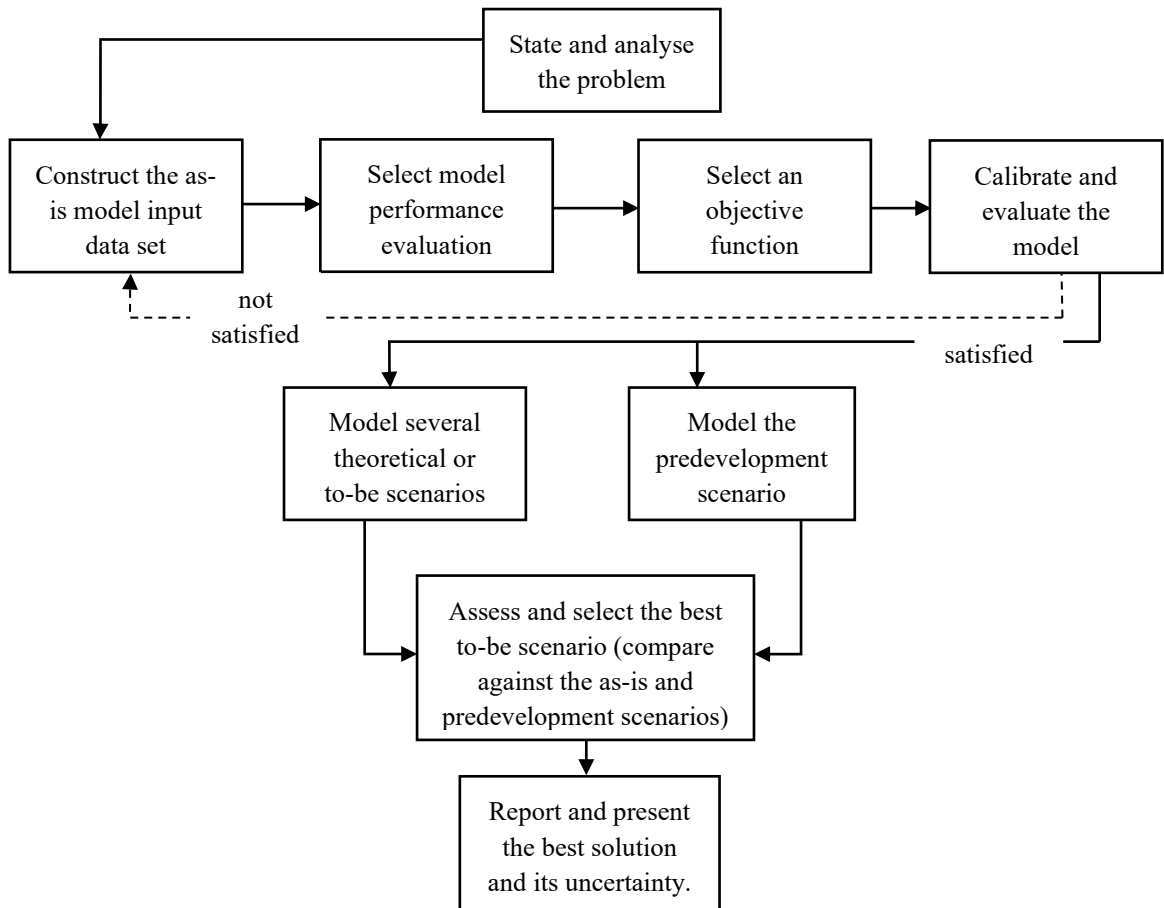 State and analyse
the problem
Construct the as-
is model input
data set
Select model
performance
evaluation
Select an
objective
function
Calibrate and
evaluate the
model
not
satisfied
satisfied
Model several
theoretical or
to-be scenarios
Model the
predevelopment
scenario
Assess and select the best
to-be scenario (compare
against the as-is and
predevelopment scenarios)
Report and present
the best solution
and its uncertainty.